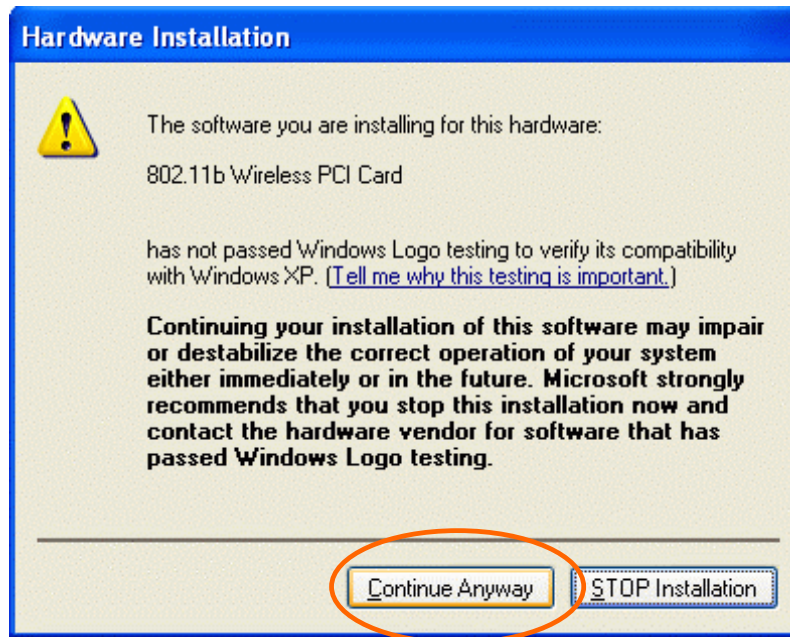 Hardware Installation
The software you are installing for this hardware:
802.11b Wireless PCI Card
has not passed Windows Logo testing to verify its compatibility
with Windows XP. (Tell me why this testing is important.)
Continuing your installation of this software may impair
or destabilize the correct operation of your system
either immediately or in the future. Microsoft strongly
recommends that you stop this installation now and
contact the hardware vendor for software that has
passed Windows Logo testing.
Continue Anyway STOP Installation